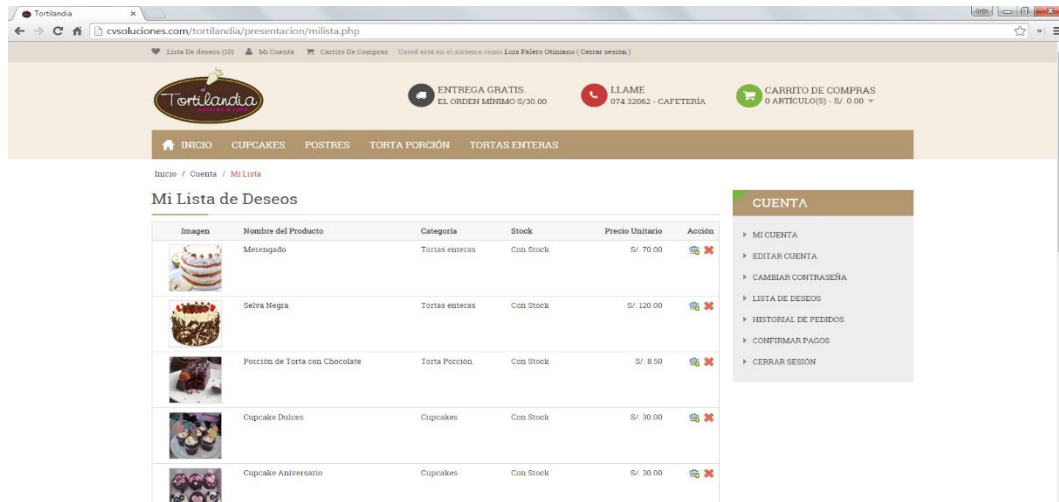 Tortilandia
cvsoluciones.com/tortilandia/presentacion/milista.php
Lista De deseos (10) Mi Cuenta Carrito De Compras Usted está en el sistema como Luis Falero Otiniano ( Cerrar sesión )
Tortilandia
ENTREGA GRATIS.
EL ORDEN MÍNIMO S/30.00
LLAME
074 32062 - CAFETERÍA
CARRITO DE COMPRAS
0 ARTÍCULO(S) - S/ 0.00
INICIO CUPCAKES POSTRES TORTA PORCIÓN TORTAS ENTERAS
Inicio / Cuenta / Mi Lista
Mi Lista de Deseos
Imagen Nombre del Producto Categoría Stock Precio Unitario Acción
Merengado Tortas enteras Con Stock S/. 70.00
Selva Negra Tortas enteras Con Stock S/. 120.00
Porción de Torta con Chocolate Torta Porción Con Stock S/. 8.50
Cupcake Dulces Cupcakes Con Stock S/. 30.00
Cupcake Aniversario Cupcakes Con Stock S/. 30.00
CUENTA
MI CUENTA
EDITAR CUENTA
CAMBIAR CONTRASEÑA
LISTA DE DESEOS
HISTORIAL DE PEDIDOS
CONFIRMAR PAGOS
CERRAR SESIÓN